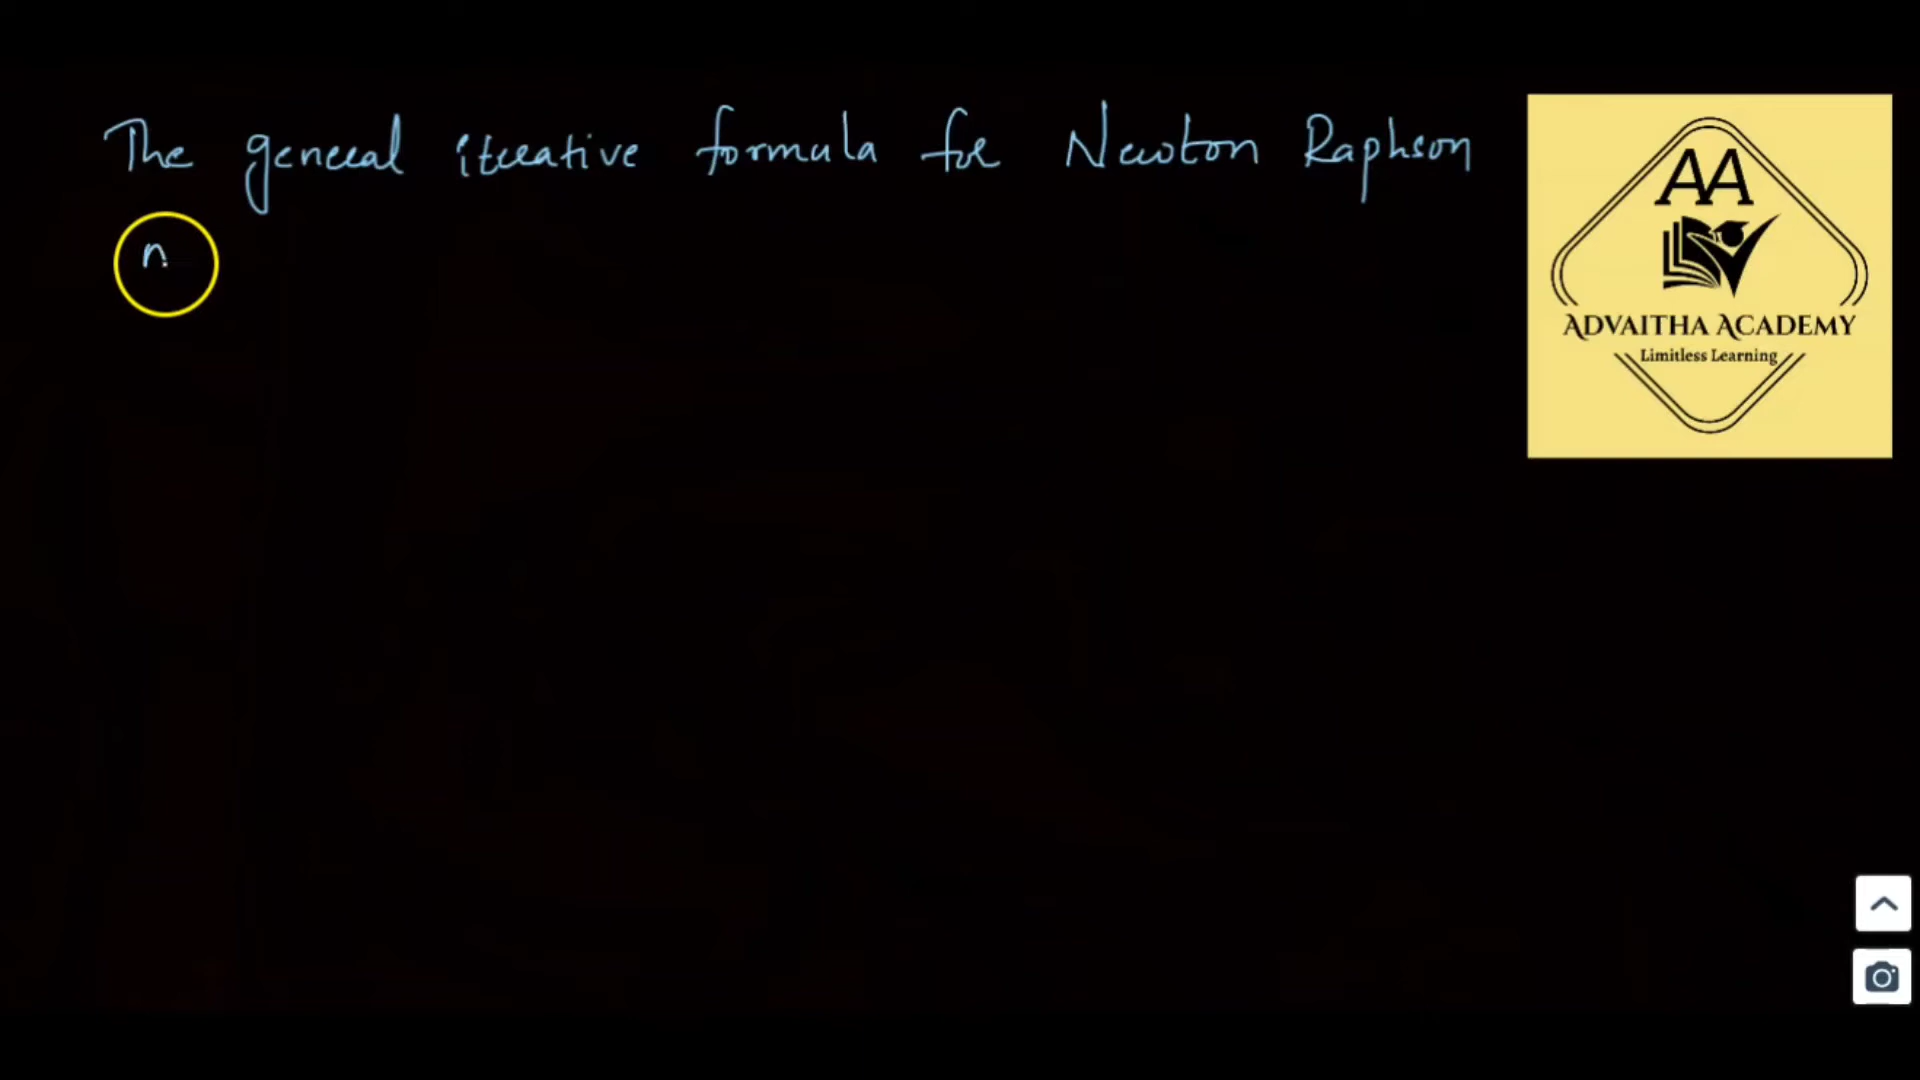 The general iterative formula for Newton Raphson
AA
ADVAITHA ACADEMY
Limitless Learning
n